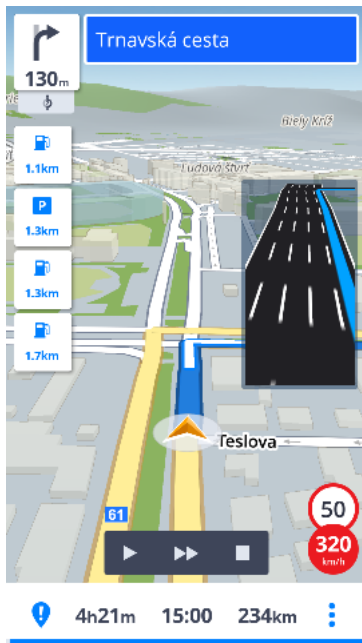 Trnavská cesta
130m
Biely Kríž
1.1km
Ludová štvrť
P
1.3km
1.3km
1.7km
Teslova
61
50
320
km/h
4h21m 15:00 234km